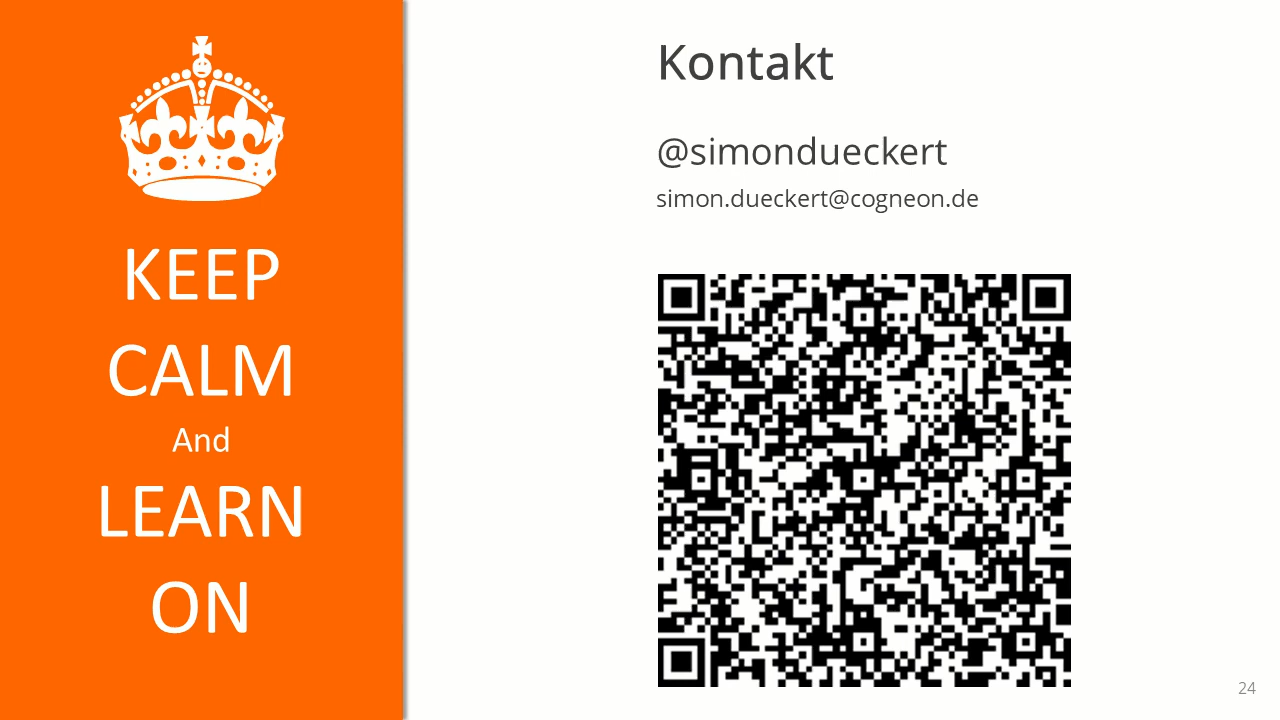 KEEP
CALM
And
LEARN
ON
Kontakt
@simondueckert
simon.dueckert@cogneon.de
24